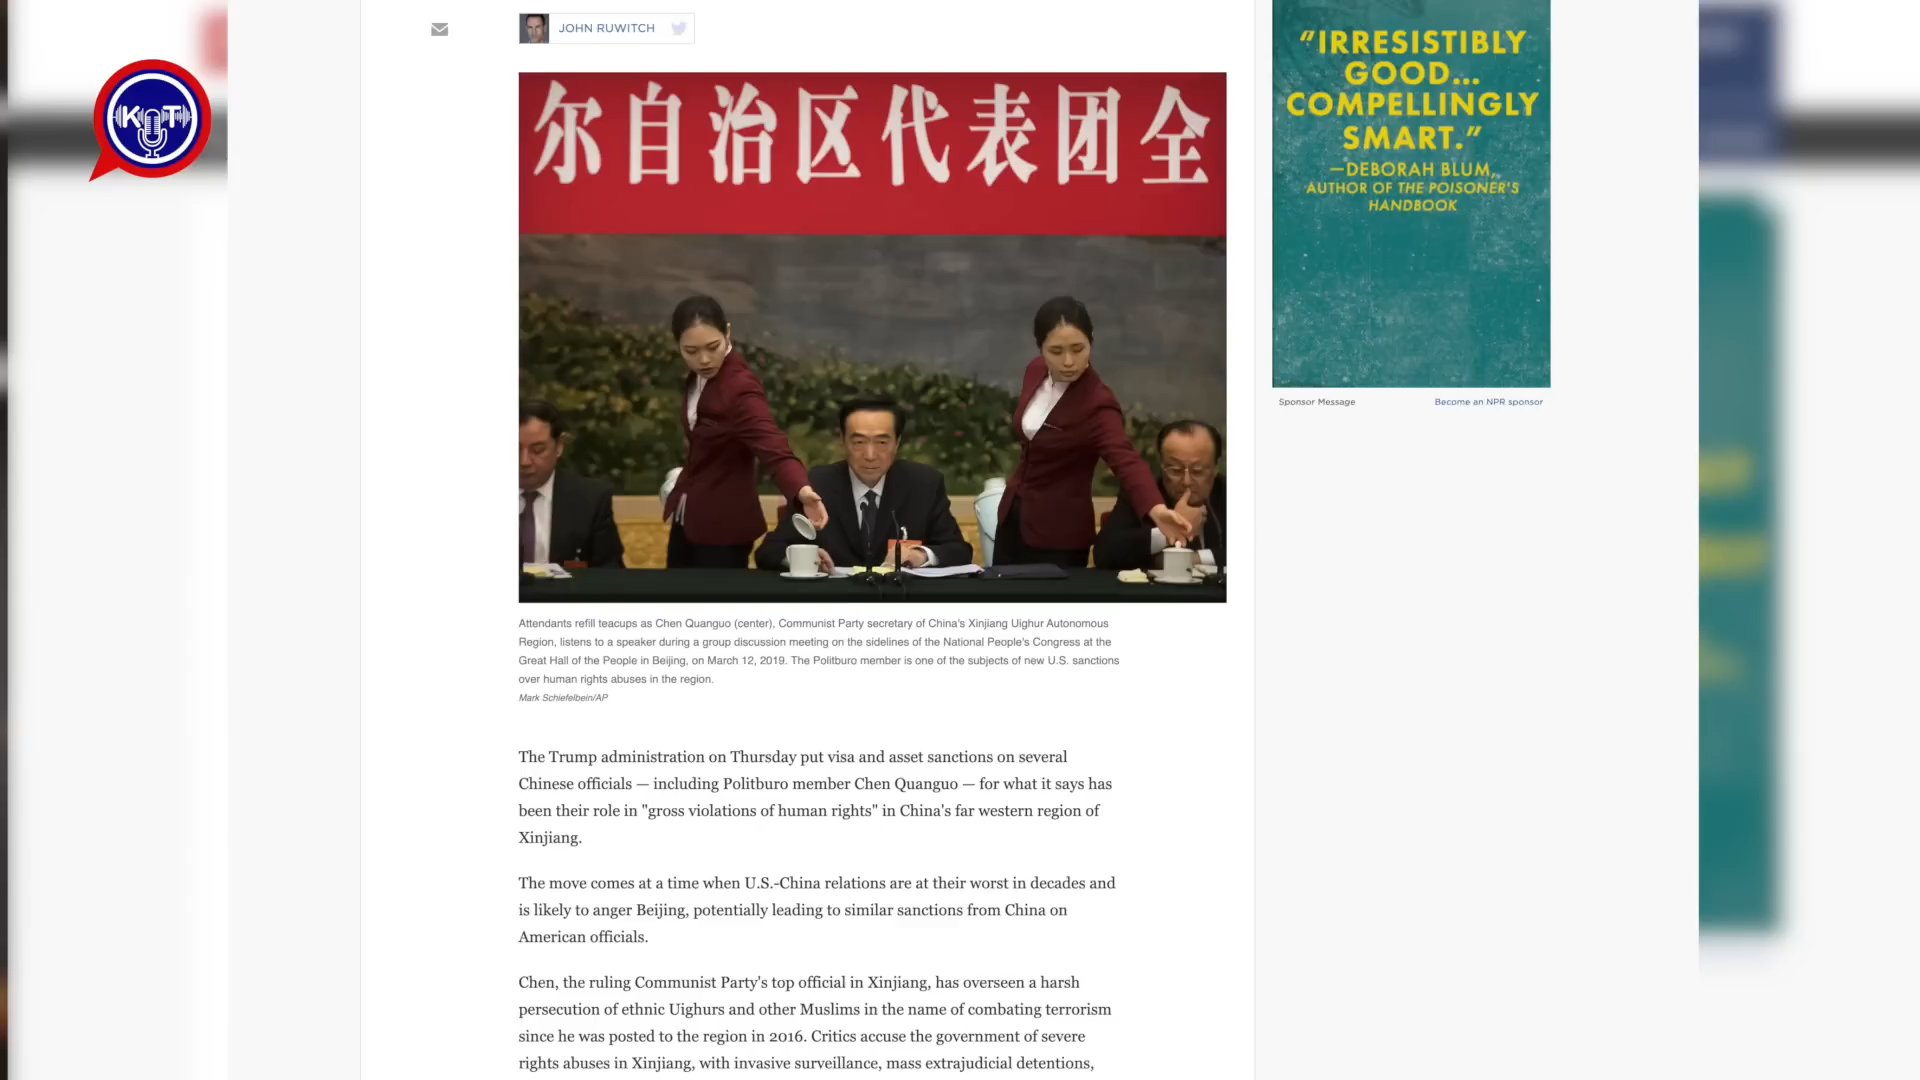 KT
JOHN RUWITCH
尔自治区代表团全
Attendants refill teacups as Chen Quanguo (center), Communist Party secretary of China's Xinjiang Uighur Autonomous
Region, listens to a speaker during a group discussion meeting on the sidelines of the National People's Congress at the
Great Hall of the People in Beijing, on March 12, 2019. The Politburo member is one of the subjects of new U.S. sanctions
over human rights abuses in the region.
Mark Schiefelbein/AP
The Trump administration on Thursday put visa and asset sanctions on several
Chinese officials — including Politburo member Chen Quanguo — for what it says has
been their role in "gross violations of human rights" in China's far western region of
Xinjiang.
The move comes at a time when U.S.-China relations are at their worst in decades and
is likely to anger Beijing, potentially leading to similar sanctions from China on
American officials.
Chen, the ruling Communist Party's top official in Xinjiang, has overseen a harsh
persecution of ethnic Uighurs and other Muslims in the name of combating terrorism
since he was posted to the region in 2016. Critics accuse the government of severe
rights abuses in Xinjiang, with invasive surveillance, mass extrajudicial detentions,
"IRRESISTIBLY
GOOD...
COMPELLINGLY
SMART."
—DEBORAH BLUM,
AUTHOR OF THE POISONER'S
HANDBOOK
Sponsor Message
Become an NPR sponsor